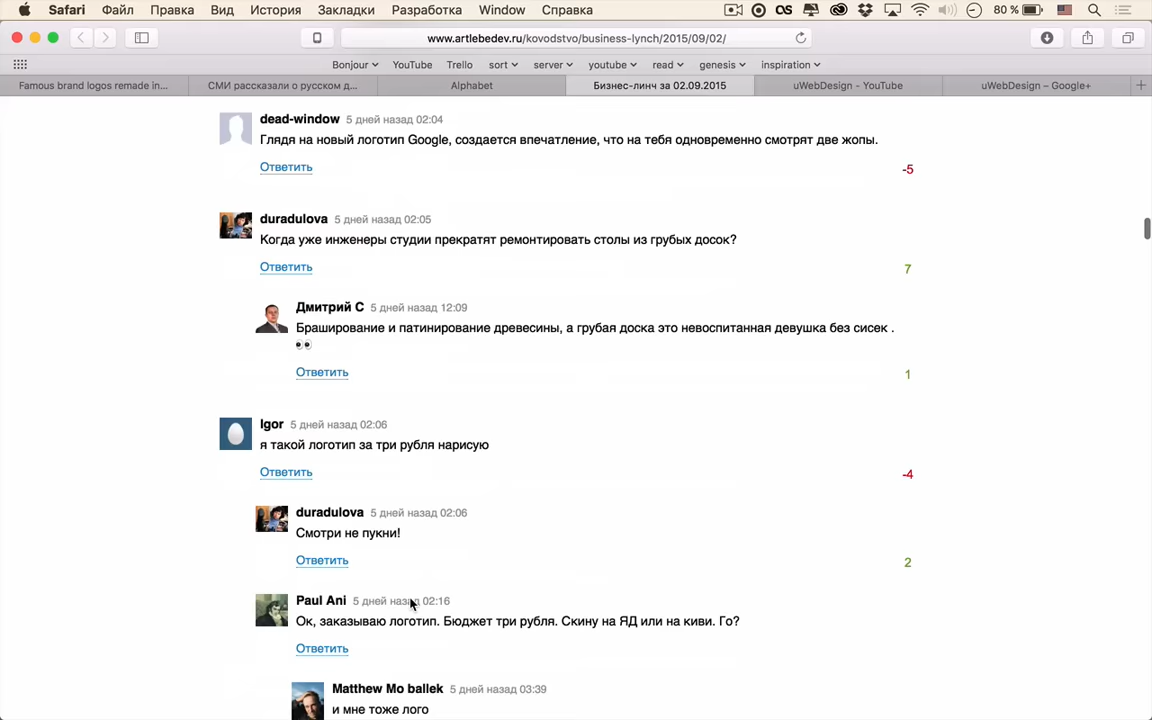 Safari Файл Правка Вид История Закладки Разработка Window Справка 80 %
www.artlebedev.ru/kovodstvo/business-lynch/2015/09/02/
Bonjour YouTube Trello sort server youtube read genesis inspiration
Famous brand logos remade in... СМИ рассказали о русском д... Alphabet Бизнес-линч за 02.09.2015 uWebDesign - YouTube uWebDesign – Google+
dead-window 5 дней назад 02:04
Глядя на новый логотип Google, создается впечатление, что на тебя одновременно смотрят две жопы.
Ответить
-5
duradulova 5 дней назад 02:05
Когда уже инженеры студии прекратят ремонтировать столы из грубых досок?
Ответить
7
Дмитрий С 5 дней назад 12:09
Браширование и патинирование древесины, а грубая доска это невоспитанная девушка без сисек .
Ответить
1
Igor 5 дней назад 02:06
я такой логотип за три рубля нарисую
Ответить
-4
duradulova 5 дней назад 02:06
Смотри не пукни!
Ответить
2
Paul Ani 5 дней назад 02:16
Ок, заказываю логотип. Бюджет три рубля. Скину на ЯД или на киви. Го?
Ответить
Matthew Mo ballek 5 дней назад 03:39
и мне тоже лого